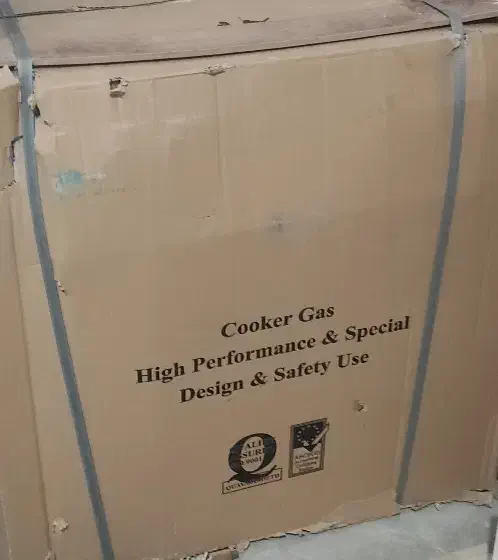 Cooker Gas
High Performance & Special
Design & Safety Use